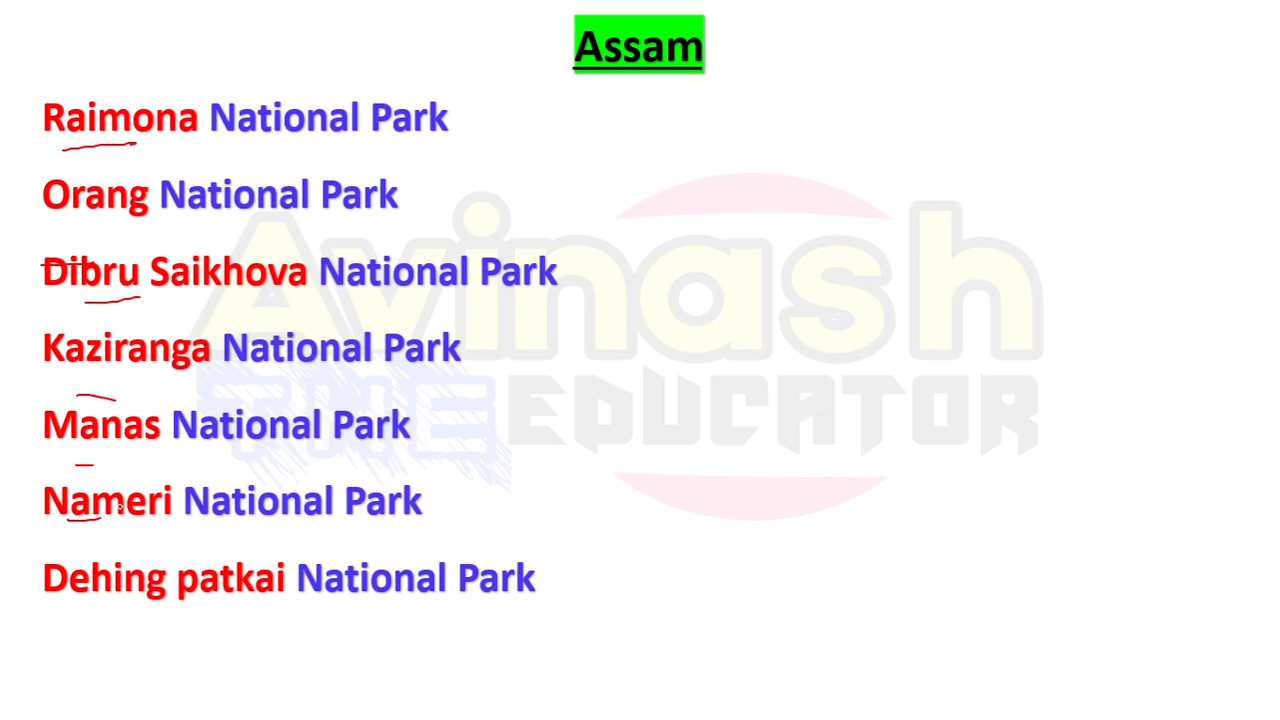 Assam
Raimona National Park
Orang National Park
Dibru Saikhova National Park
Kaziranga National Park
Manas National Park
Nameri National Park
Dehing patkai National Park
Avinash
THE EDUCATOR